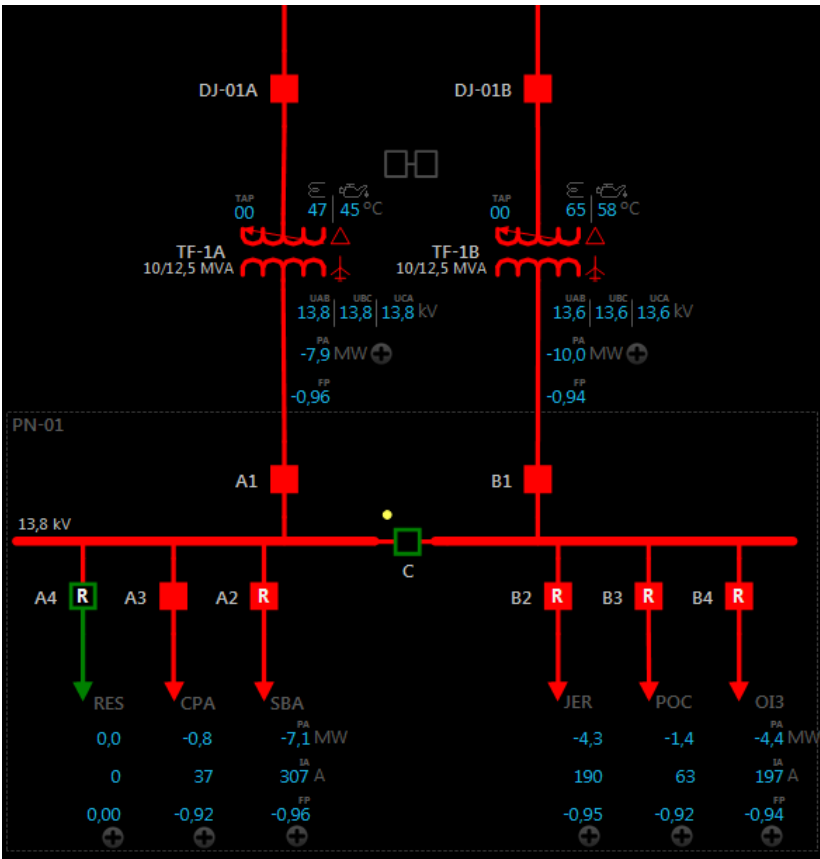 DJ-01A DJ-01B
TAP TAP
00 47 45 °C 00 65 58 °C
TF-1A TF-1B
10/12,5 MVA 10/12,5 MVA
UAB UBC UCA UAB UBC UCA
13,8 13,8 13,8 kV 13,6 13,6 13,6 kV
PA PA
-7,9 MW -10,0 MW
FP FP
-0,96 -0,94
PN-01
A1 B1
13,8 kV
C
A4 R A3 A2 R B2 R B3 R B4 R
RES CPA SBA JER POC OI3
PA PA
0,0 -0,8 -7,1 MW -4,3 -1,4 -4,4 MW
IA IA
0 37 307 A 190 63 197 A
FP FP
0,00 -0,92 -0,96 -0,95 -0,92 -0,94